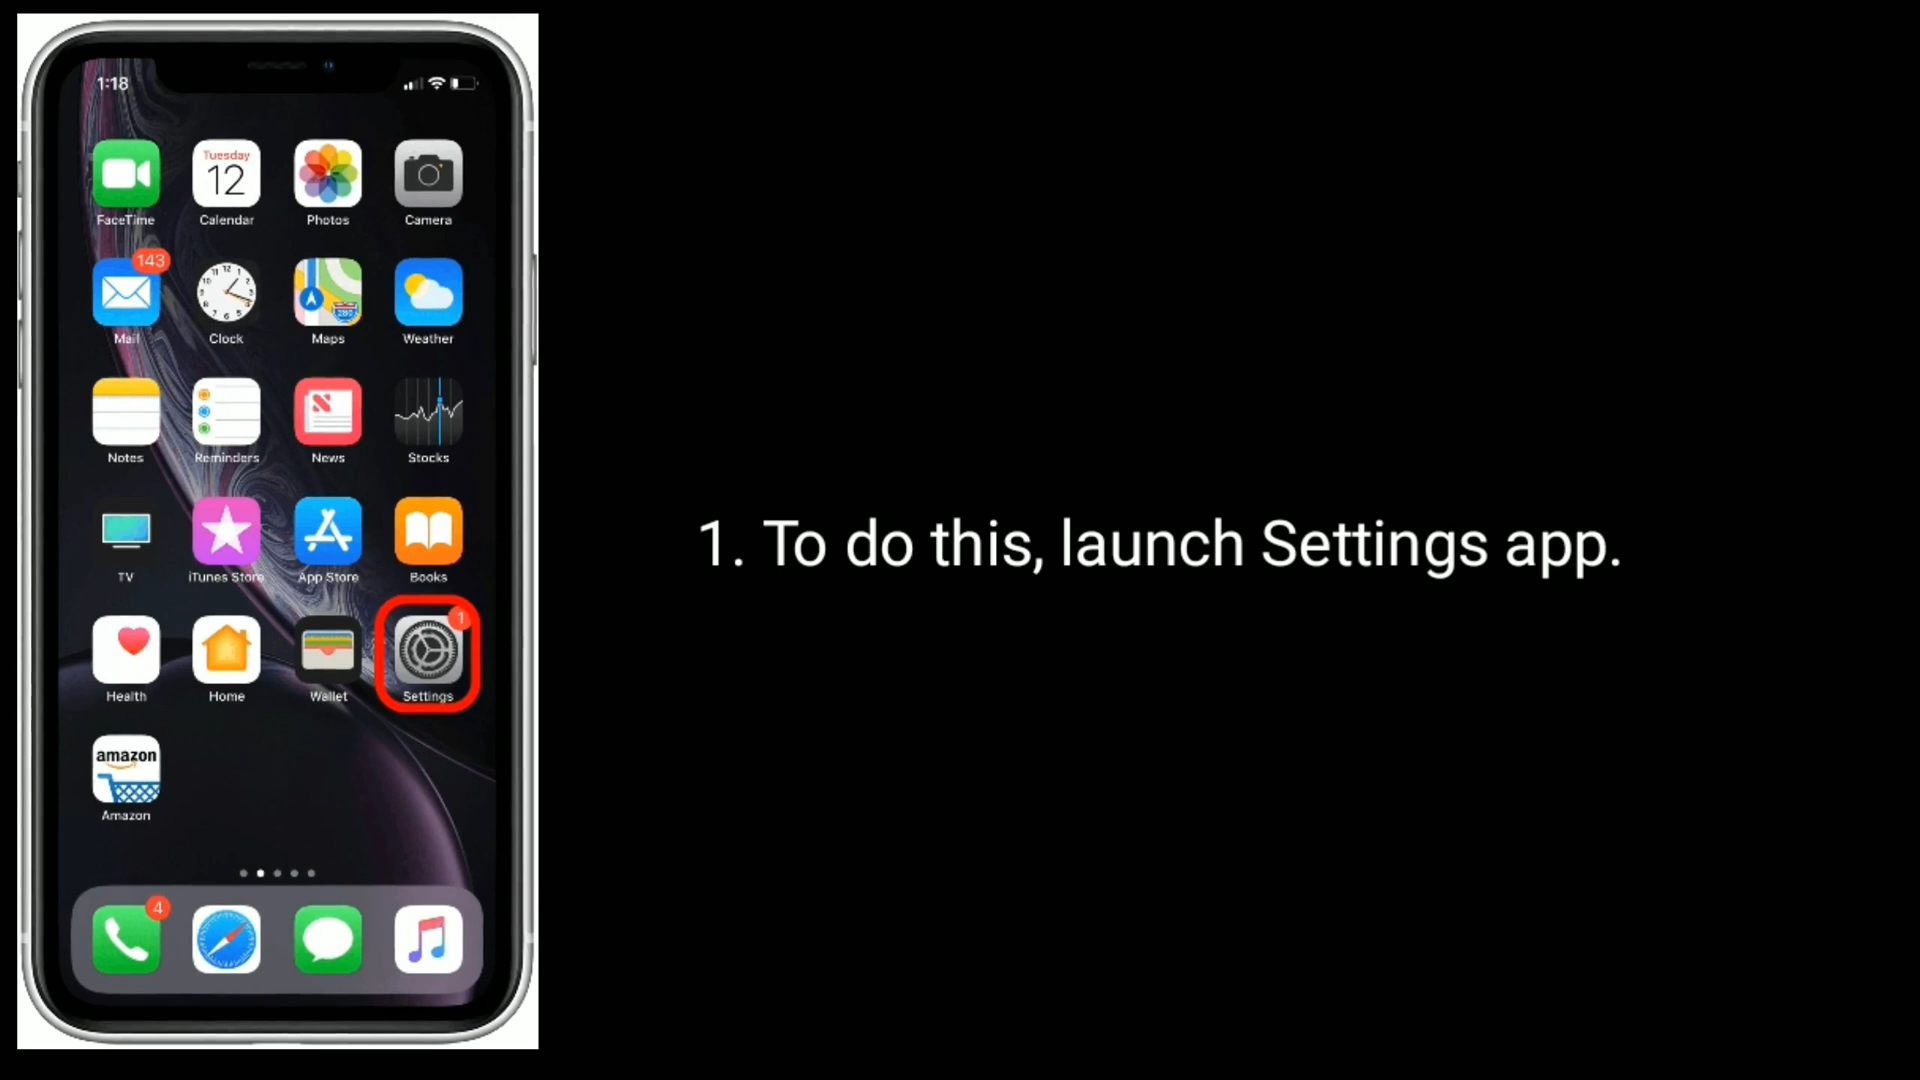 1:18
Tuesday
12
FaceTime Calendar Photos Camera
143
Mail Clock Maps Weather
Notes Reminders News Stocks
TV iTunes Store App Store Books
1
Health Home Wallet Settings
amazon
Amazon
4
1. To do this, launch Settings app.